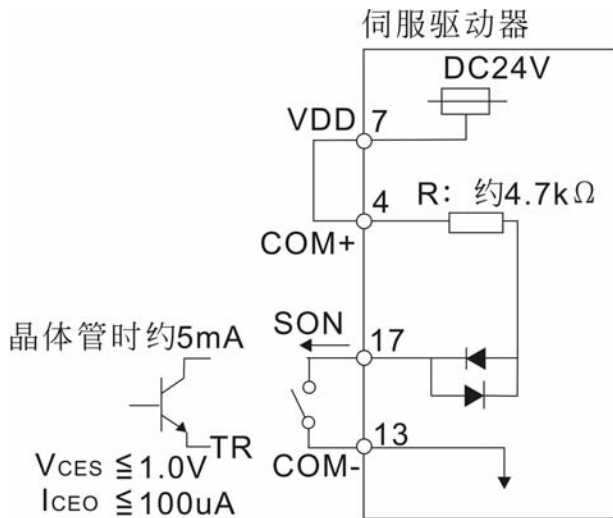 伺服驱动器
DC24V
VDD 7
4 R: 约4.7kΩ
COM+
SON
17
晶体管时约5mA
TR
13
COM-
VCES ≦1.0V
ICEO ≦100uA